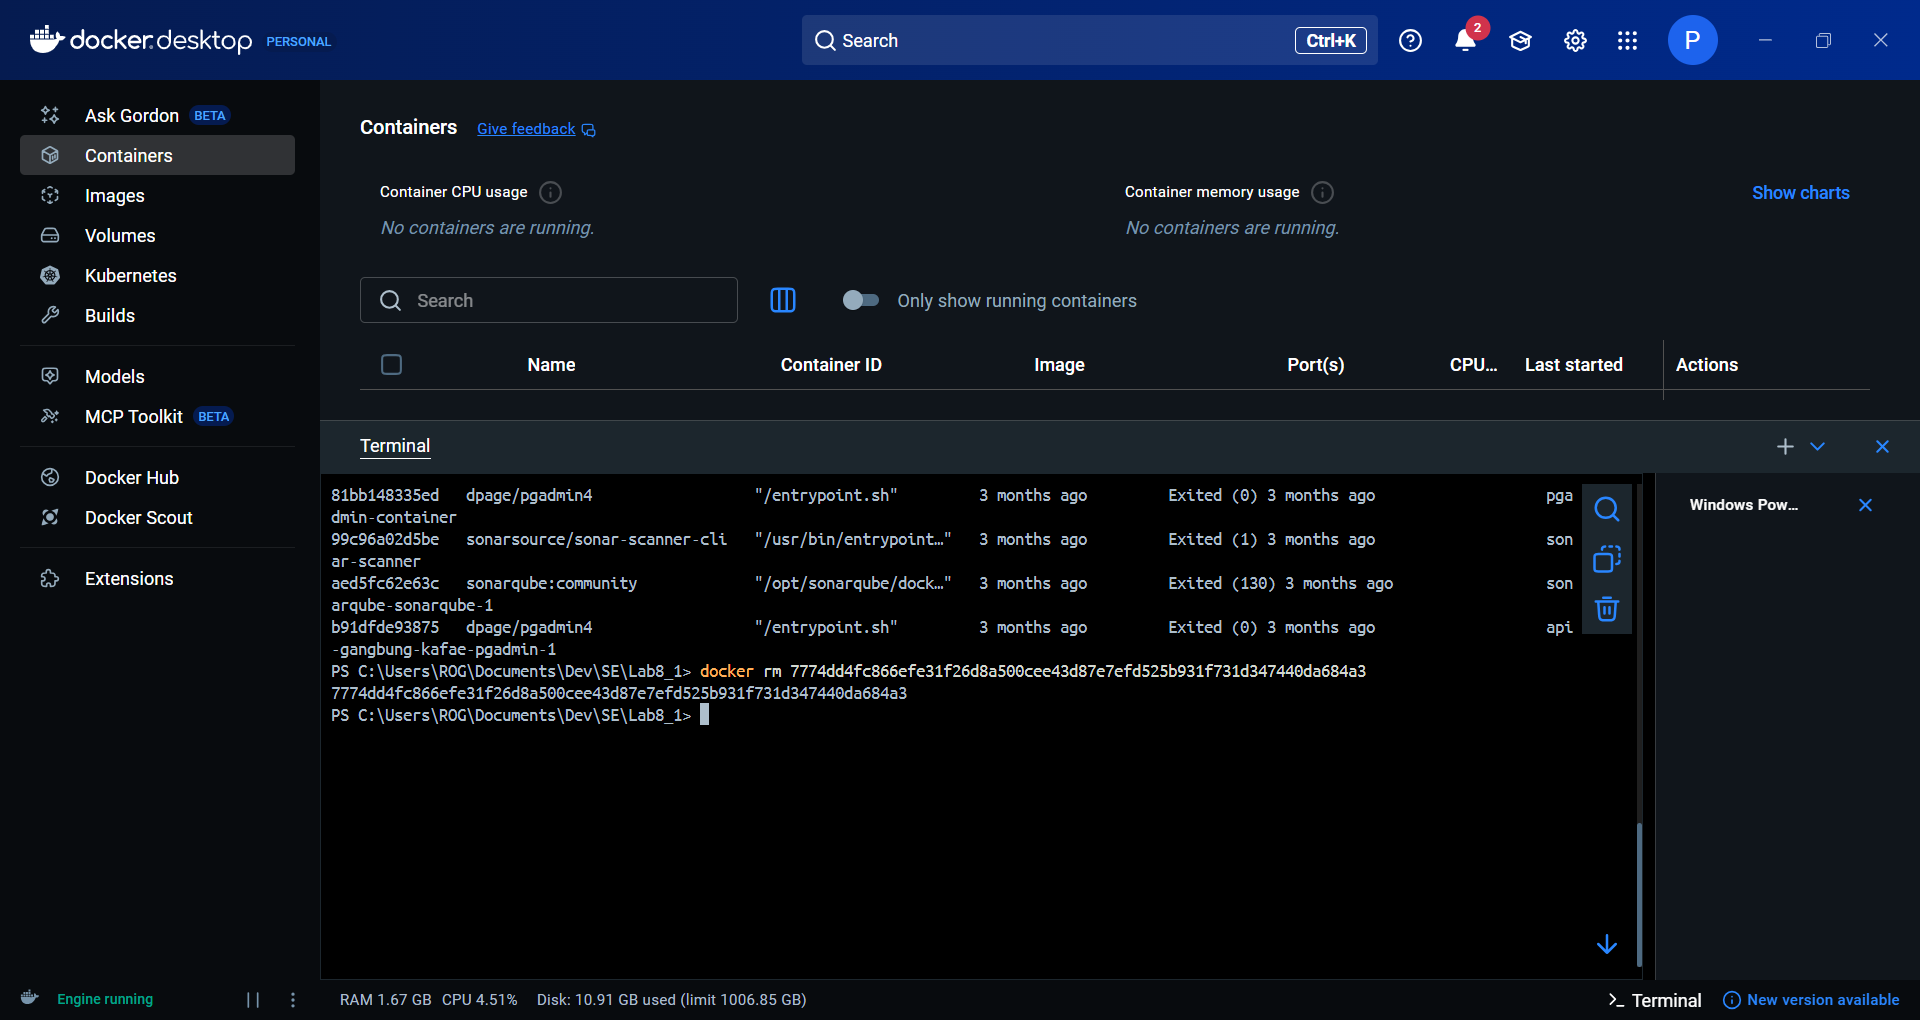 docker.desktop PERSONAL
Search
Ctrl+K
2
P
Ask Gordon BETA
Containers
Images
Volumes
Kubernetes
Builds
Models
MCP Toolkit BETA
Docker Hub
Docker Scout
Extensions
Containers Give feedback
Container CPU usage
No containers are running.
Container memory usage
No containers are running.
Show charts
Search
Only show running containers
Name Container ID Image Port(s) CPU... Last started Actions
Terminal
81bb148335ed dpage/pgadmin4 "/entrypoint.sh" 3 months ago Exited (0) 3 months ago pga
dmin-container
99c96a02d5be sonarsource/sonar-scanner-cli "/usr/bin/entrypoint…" 3 months ago Exited (1) 3 months ago son
ar-scanner
aed5fc62e63c sonarqube:community "/opt/sonarqube/dock…" 3 months ago Exited (130) 3 months ago son
arqube-sonarqube-1
b91dfde93875 dpage/pgadmin4 "/entrypoint.sh" 3 months ago Exited (0) 3 months ago api
-gangbung-kafae-pgadmin-1
PS C:\Users\ROG\Documents\Dev\SE\Lab8_1> docker rm 7774dd4fc866efe31f26d8a500cee43d87e7efd525b931f731d347440da684a3
7774dd4fc866efe31f26d8a500cee43d87e7efd525b931f731d347440da684a3
PS C:\Users\ROG\Documents\Dev\SE\Lab8_1>
Windows Pow...
Engine running
RAM 1.67 GB CPU 4.51% Disk: 10.91 GB used (limit 1006.85 GB)
Terminal
New version available